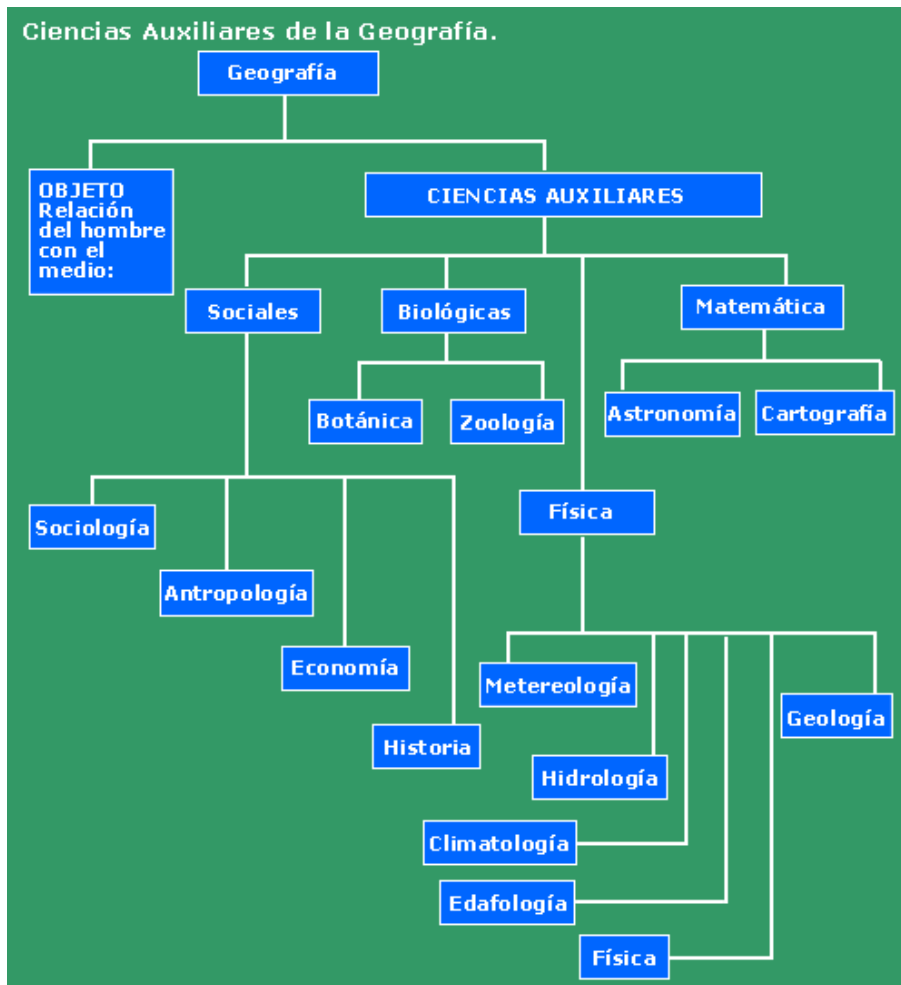 Ciencias Auxiliares de la Geografía.
Geografía
OBJETO
Relación
del hombre
con el
medio:
CIENCIAS AUXILIARES
Sociales
Biológicas
Matemática
Botánica
Zoología
Astronomía
Cartografía
Sociología
Física
Antropología
Economía
Metereología
Geología
Historia
Hidrología
Climatología
Edafología
Física